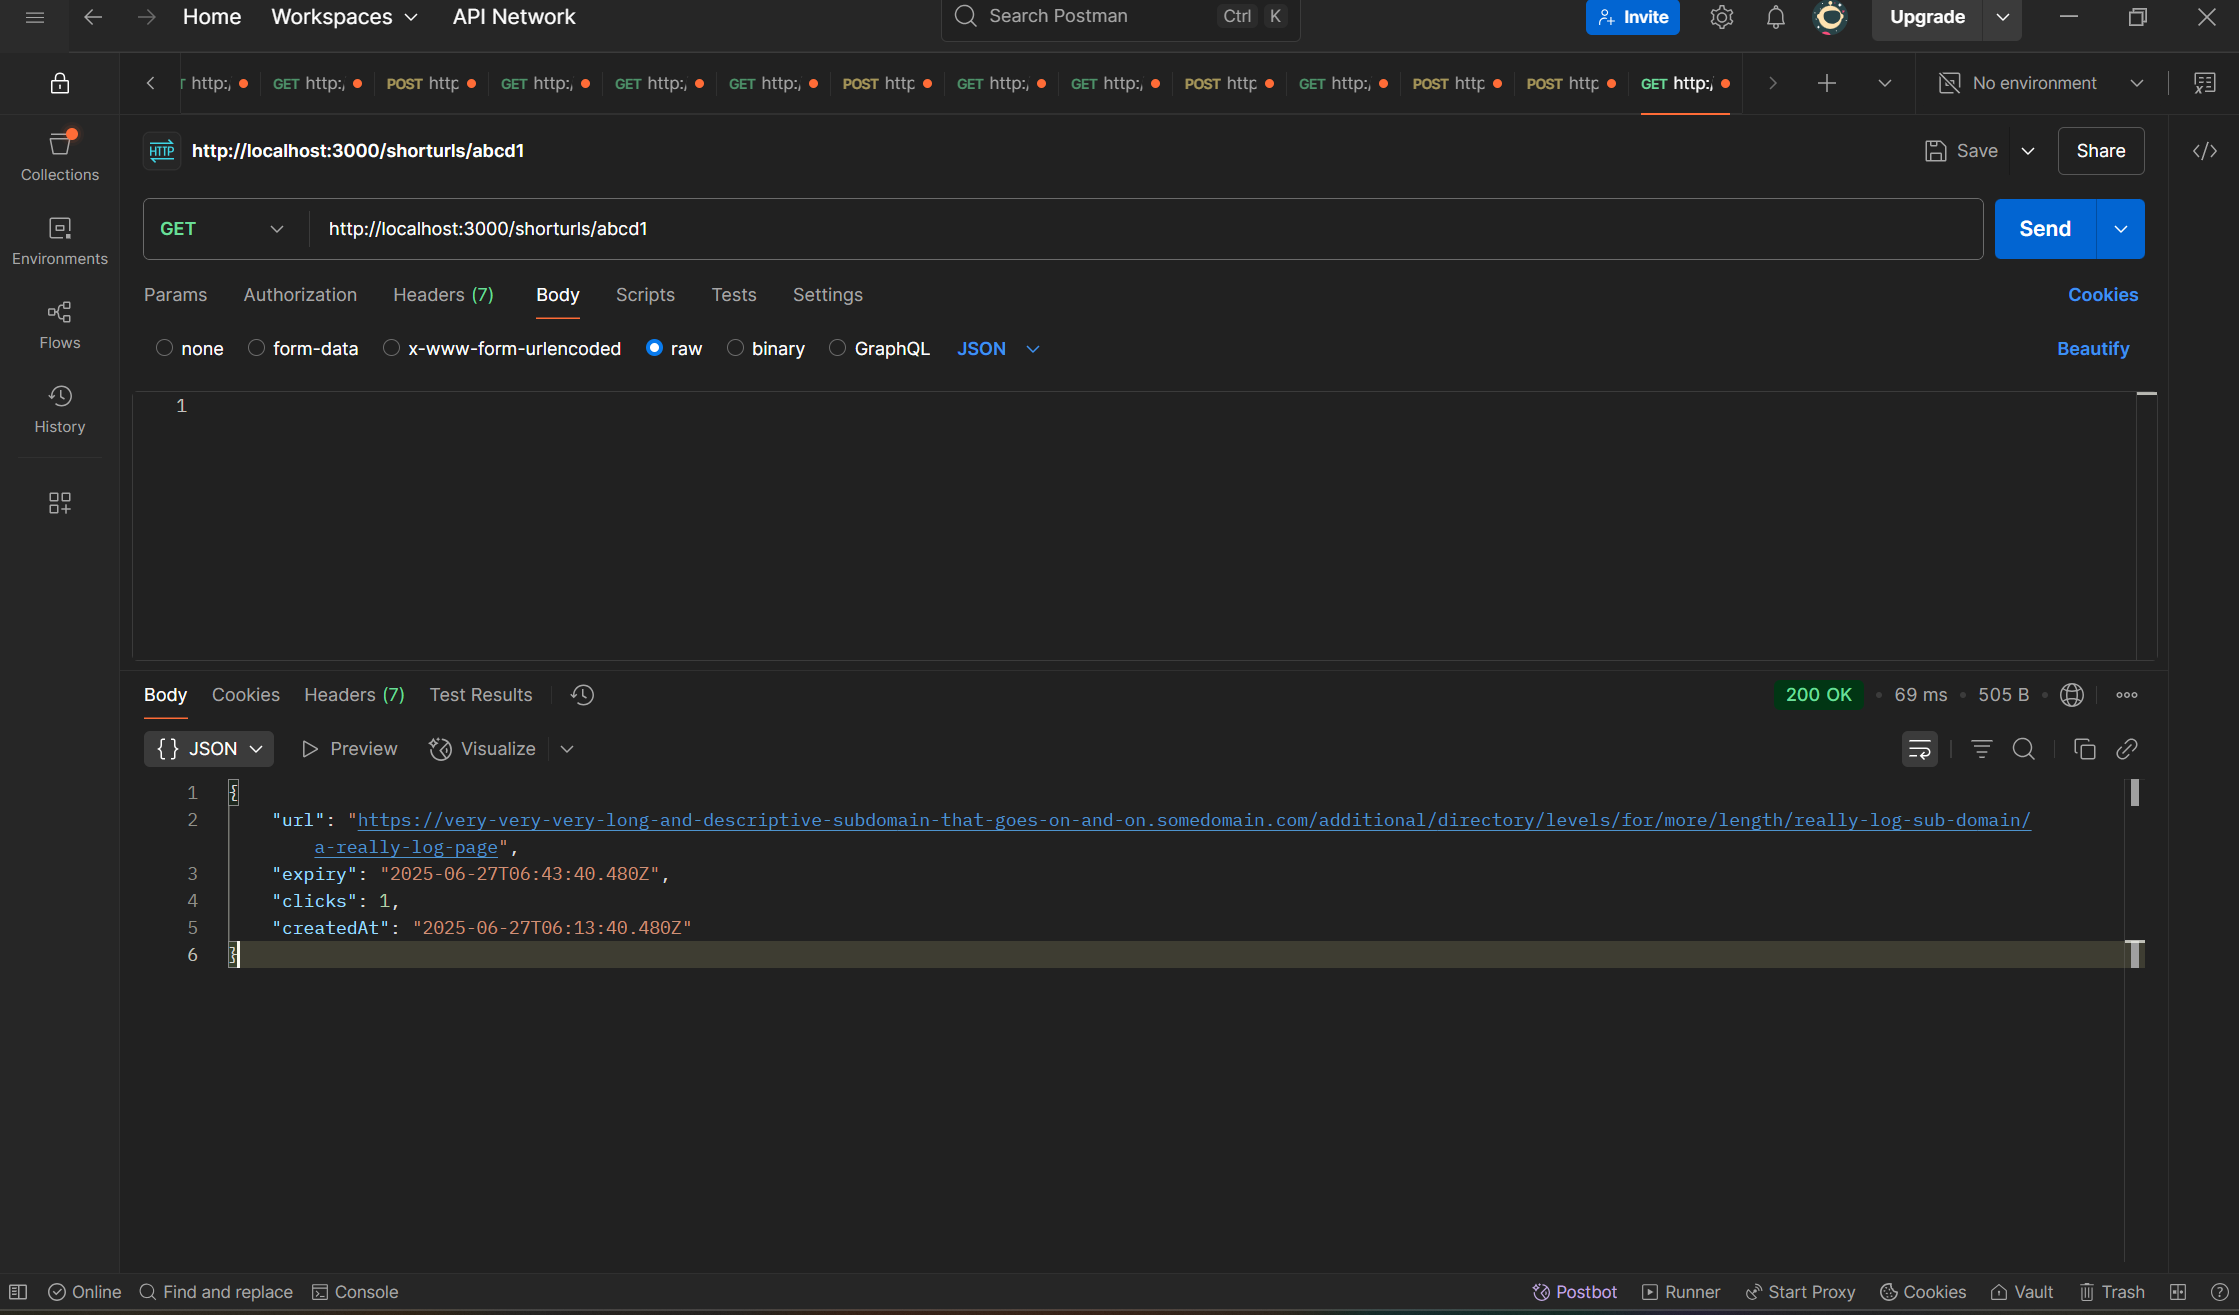 Home Workspaces API Network Search Postman Ctrl K Invite Upgrade
http:/ GET http:/ POST http GET http:/ GET http:/ GET http:/ POST http GET http:/ GET http:/ POST http GET http:/ POST http POST http GET http:/ No environment
HTTP http://localhost:3000/shorturls/abcd1 Save Share
Collections
Environments
Flows
History
GET http://localhost:3000/shorturls/abcd1 Send
Params Authorization Headers (7) Body Scripts Tests Settings Cookies
none form-data x-www-form-urlencoded raw binary GraphQL JSON Beautify
1
Body Cookies Headers (7) Test Results 200 OK • 69 ms • 505 B •
{} JSON Preview Visualize
1 {
2 "url": "https://very-very-very-long-and-descriptive-subdomain-that-goes-on-and-on.somedomain.com/additional/directory/levels/for/more/length/really-log-sub-domain/
a-really-log-page",
3 "expiry": "2025-06-27T06:43:40.480Z",
4 "clicks": 1,
5 "createdAt": "2025-06-27T06:13:40.480Z"
6 }
Online Find and replace Console Postbot Runner Start Proxy Cookies Vault Trash